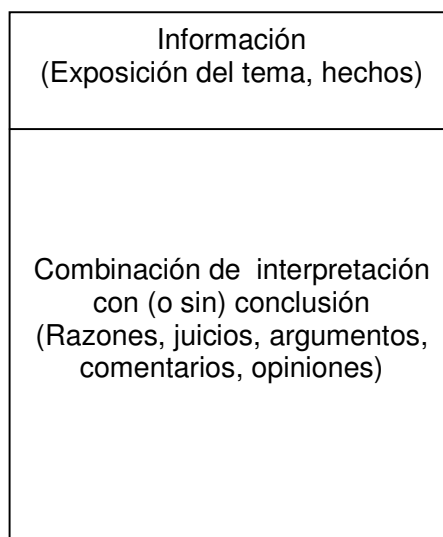 Información
(Exposición del tema, hechos)
Combinación de interpretación
con (o sin) conclusión
(Razones, juicios, argumentos,
comentarios, opiniones)